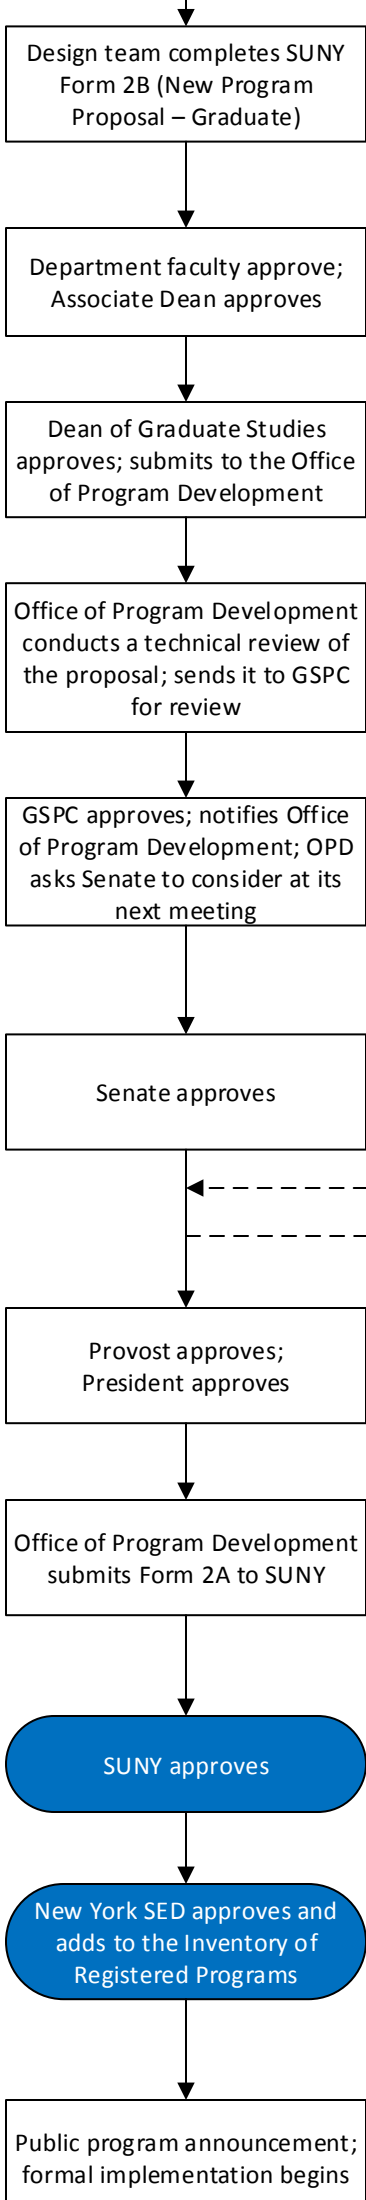 Design team completes SUNY
Form 2B (New Program
Proposal – Graduate)
Department faculty approve;
Associate Dean approves
Dean of Graduate Studies
approves; submits to the Office
of Program Development
Office of Program Development
conducts a technical review of
the proposal; sends it to GSPC
for review
GSPC approves; notifies Office
of Program Development; OPD
asks Senate to consider at its
next meeting
Senate approves
Provost approves;
President approves
Office of Program Development
submits Form 2A to SUNY
SUNY approves
New York SED approves and
adds to the Inventory of
Registered Programs
Public program announcement;
formal implementation begins